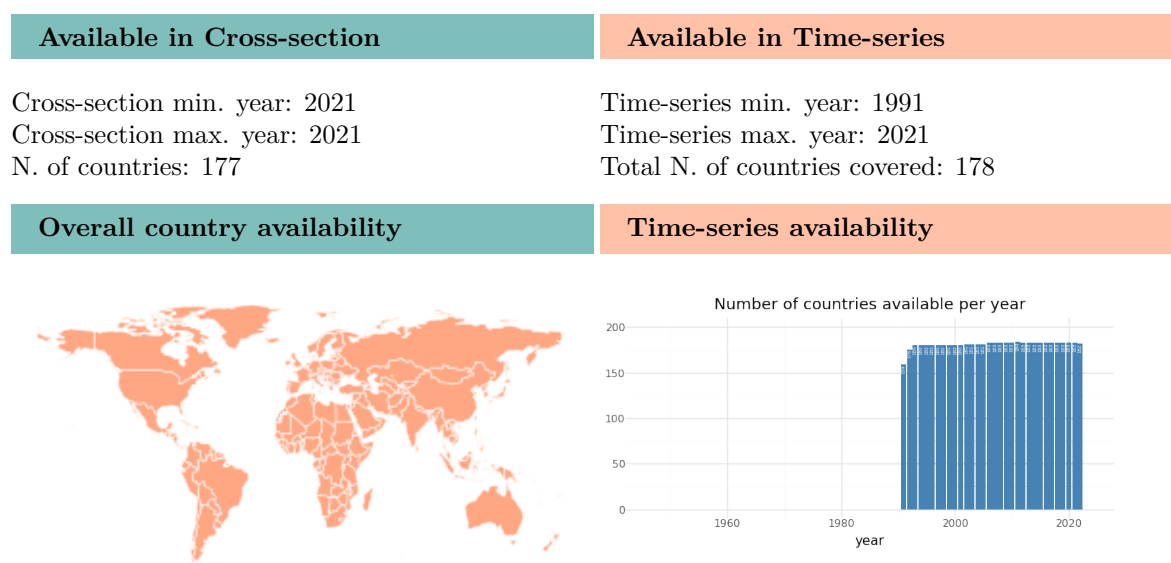 Available in Cross-section
Available in Time-series
Cross-section min. year: 2021
Cross-section max. year: 2021
N. of countries: 177
Time-series min. year: 1991
Time-series max. year: 2021
Total N. of countries covered: 178
Overall country availability
Time-series availability
Number of countries available per year
200
150
100
50
0
1960
1980
2000
2020
year